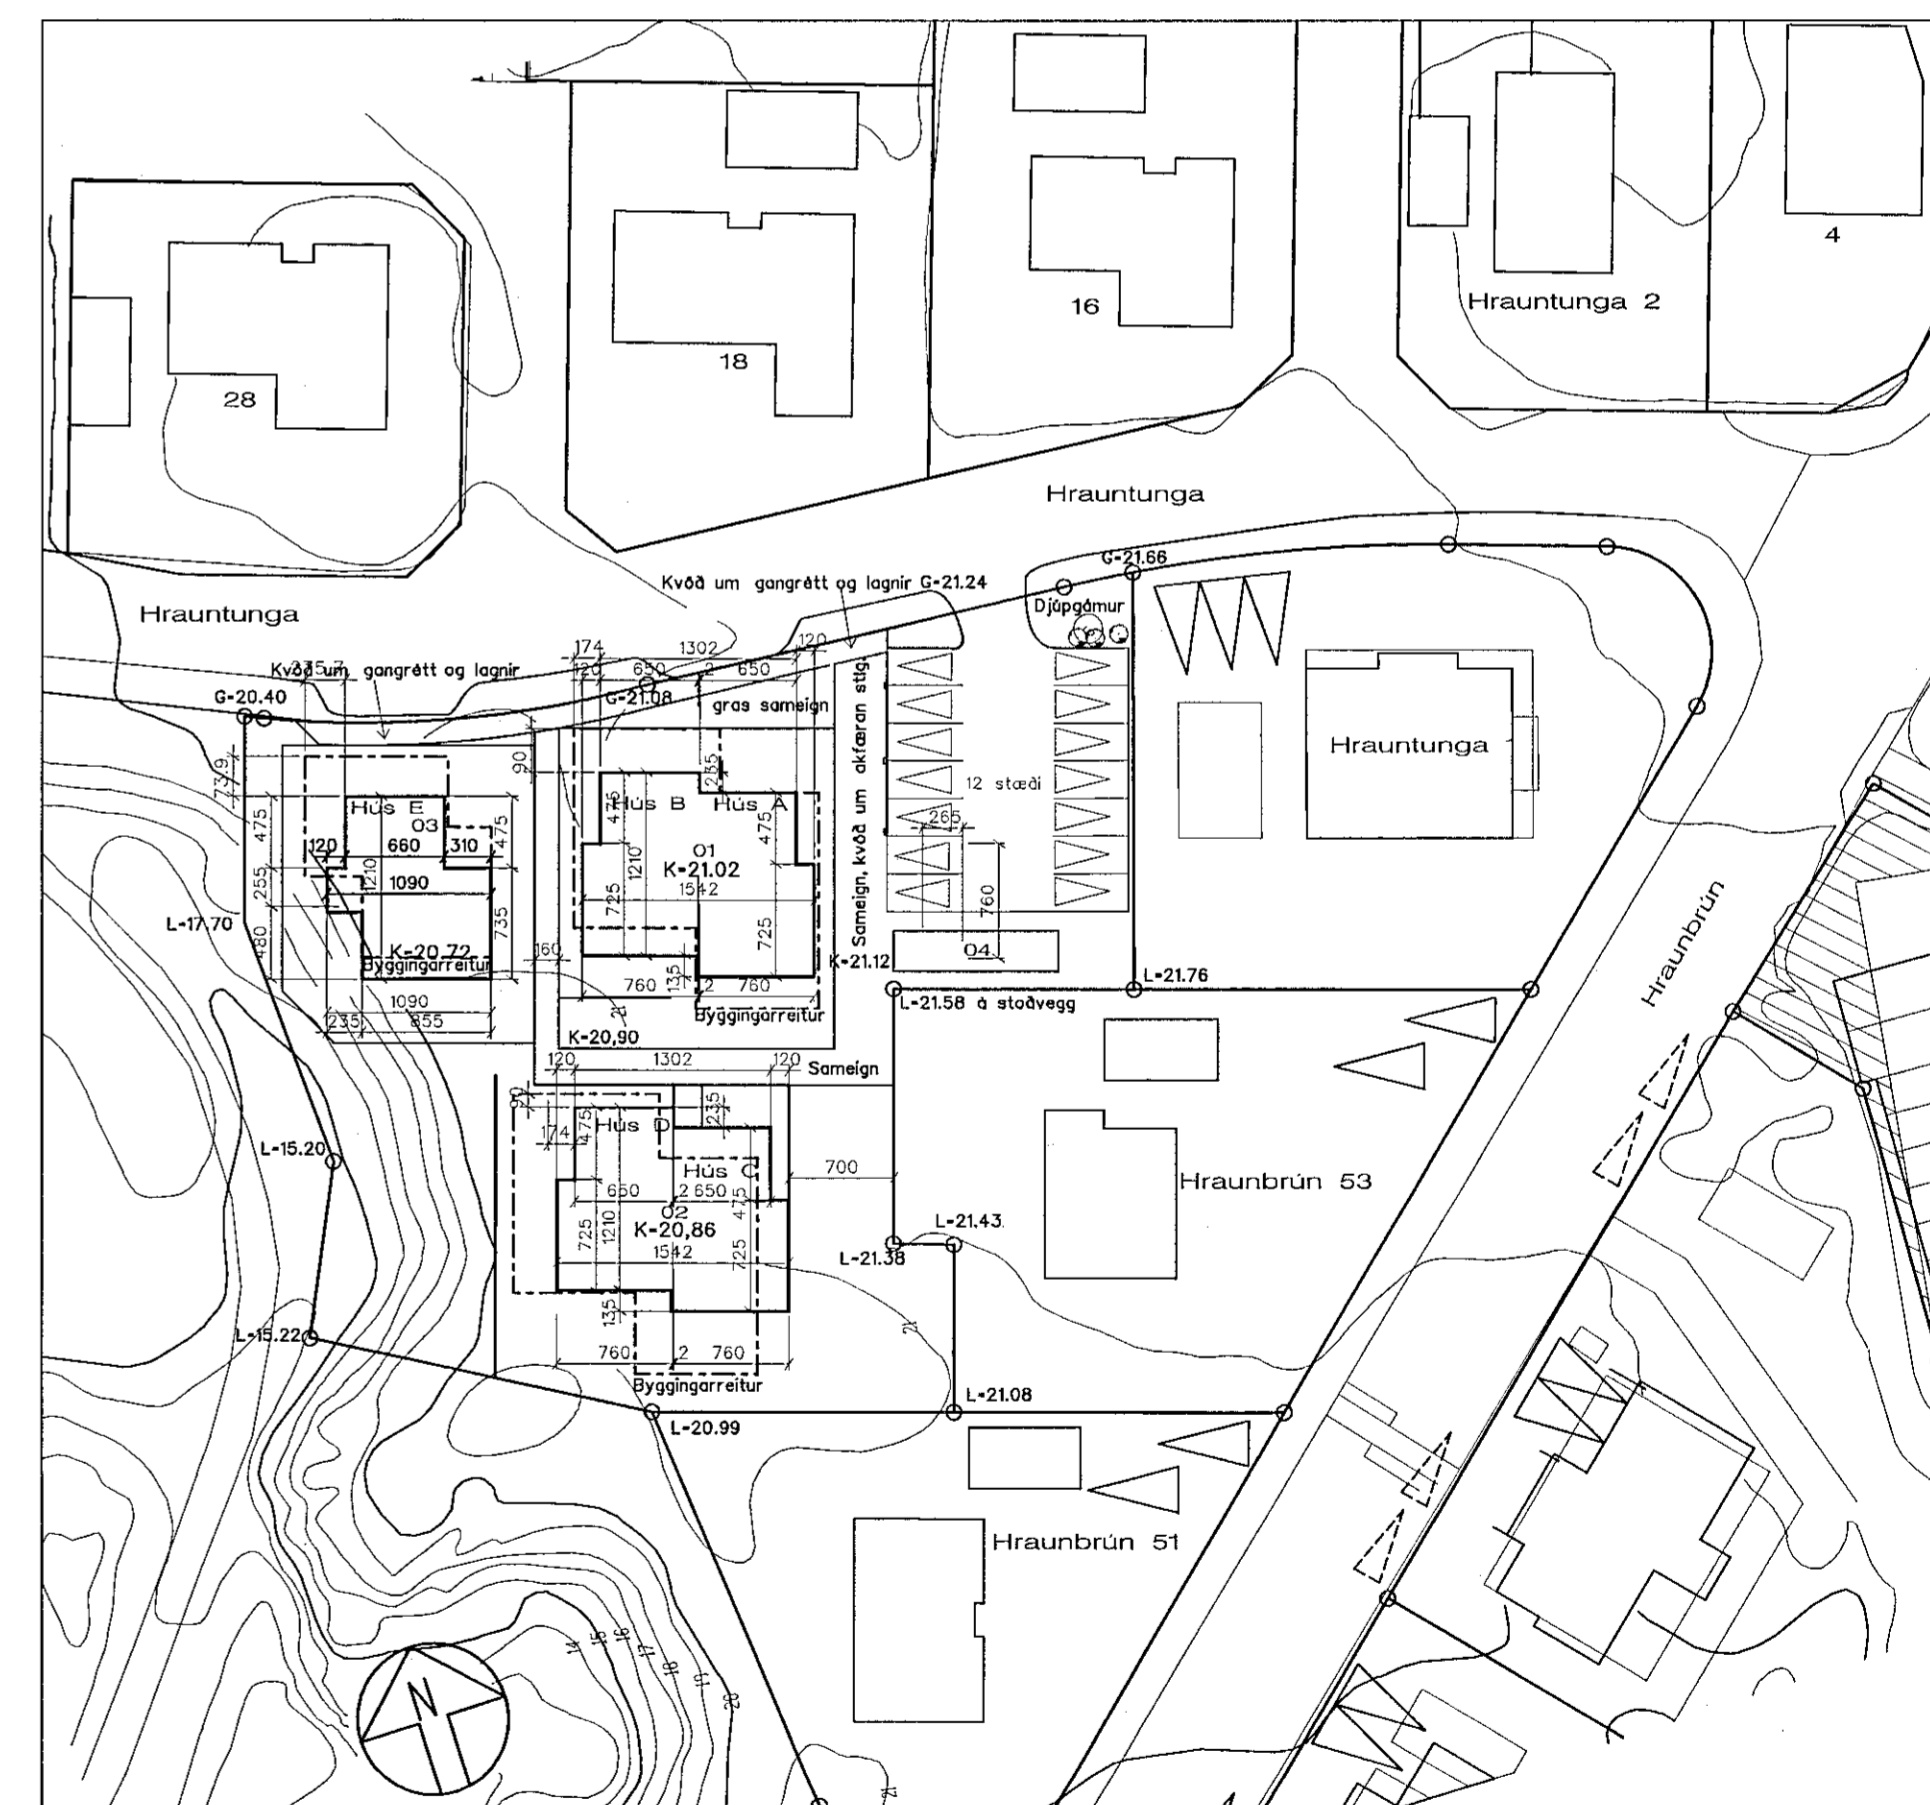 4
Hrauntunga 2
16
18
28
Hrauntunga
G-21.66
Kvöð um gangrétt og lagnir G-21.24
Djúpgámur
Hrauntunga
174
1302
120
120
650
2
650
Kvöð um gangrétt og lagnir
G-20.40
G-21.08
gras sameign
Hrauntunga
90
235
12 stæði
Hús E
03
Hús B
Hús A
475
475
475
475
265
120
660
310
1210
01
K-21.02
1210
1542
1090
255
725
725
760
735
480
L-17.70
K-20.72
Byggingarreitur
160
K-21.12
04
Sameign, kvöð um akfæran stíg.
Hraunbrún
135
760
2
760
L-21.76
L-21.58 á stoðvegg
1090
235
855
Byggingarreitur
21
K-20,90
120
1302
120
Sameign
90
235
174
475
Hús D
Hús C
L-15.20
700
Hraunbrún 53
650
2
650
475
02
K-20,86
725
1210
1542
725
L-21.43
L-21.38
135
L-15.22
21
760
2
760
Byggingarreitur
L-21.08
L-20.99
Hraunbrún 51
14
15
16
17
18
19
20
N
21